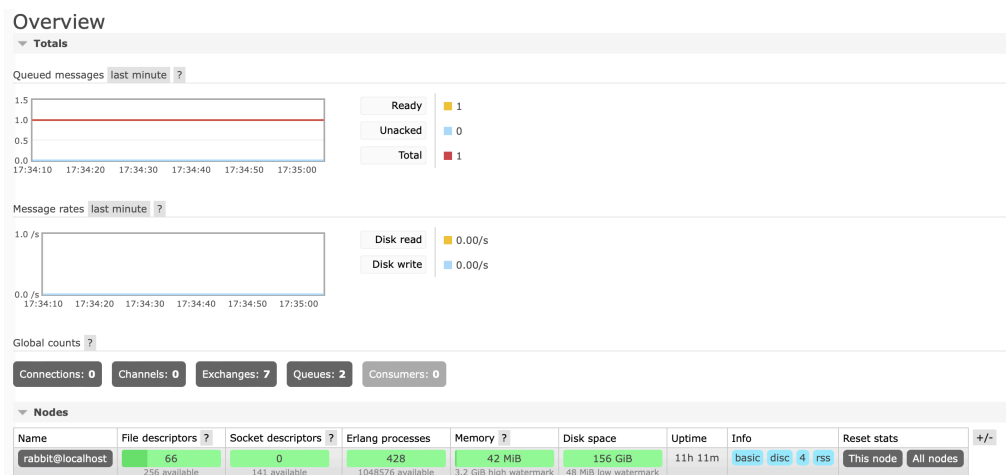 Overview
Totals
Queued messages last minute ?
1.5
1.0
0.5
0.0
17:34:10 17:34:20 17:34:30 17:34:40 17:34:50 17:35:00
Ready 1
Unacked 0
Total 1
Message rates last minute ?
1.0 /s
0.0 /s
17:34:10 17:34:20 17:34:30 17:34:40 17:34:50 17:35:00
Disk read 0.00/s
Disk write 0.00/s
Global counts ?
Connections: 0 Channels: 0 Exchanges: 7 Queues: 2 Consumers: 0
Nodes
Name File descriptors ? Socket descriptors ? Erlang processes Memory ? Disk space Uptime Info Reset stats +/-
rabbit@localhost 66 0 428 42 MiB 156 GiB 11h 11m basic disc 4 rss This node All nodes
256 available 141 available 1048576 available 3.2 GiB high watermark 48 MiB low watermark